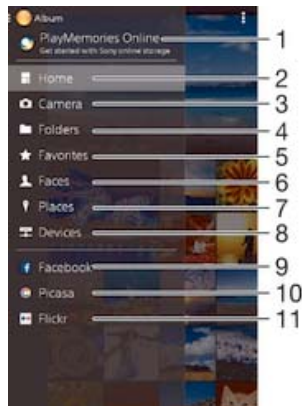 Album
PlayMemories Online
Get started with Sony online storage
1
Home
2
Camera
3
Folders
4
Favorites
5
Faces
6
Places
7
Devices
8
Facebook
9
Picasa
10
Flickr
11